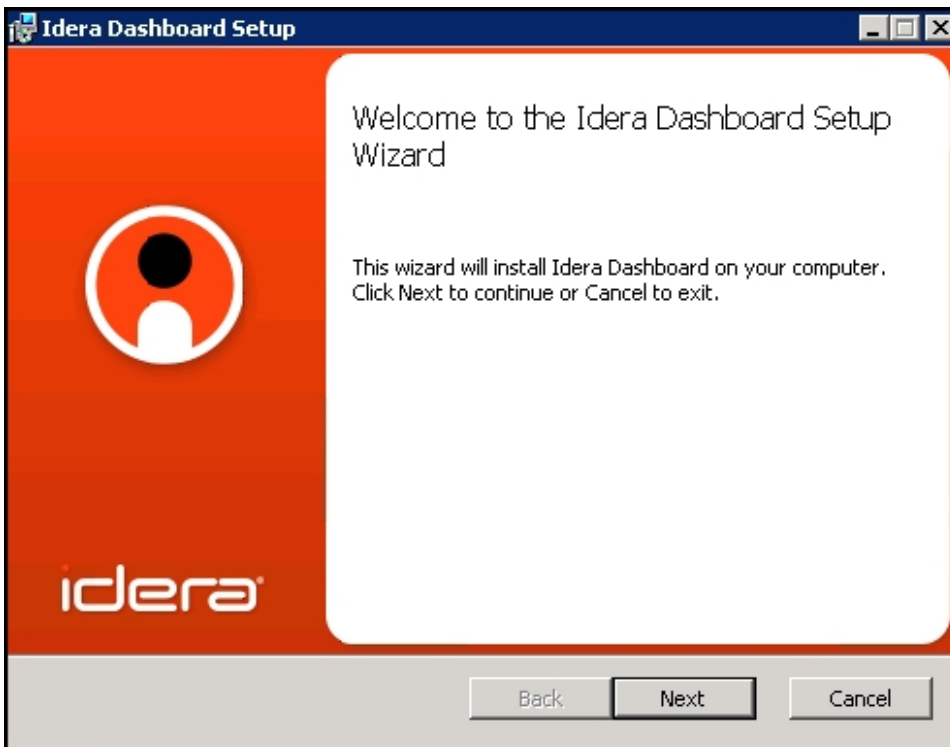 Idera Dashboard Setup
Welcome to the Idera Dashboard Setup
Wizard
This wizard will install Idera Dashboard on your computer.
Click Next to continue or Cancel to exit.
idera
Back
Next
Cancel